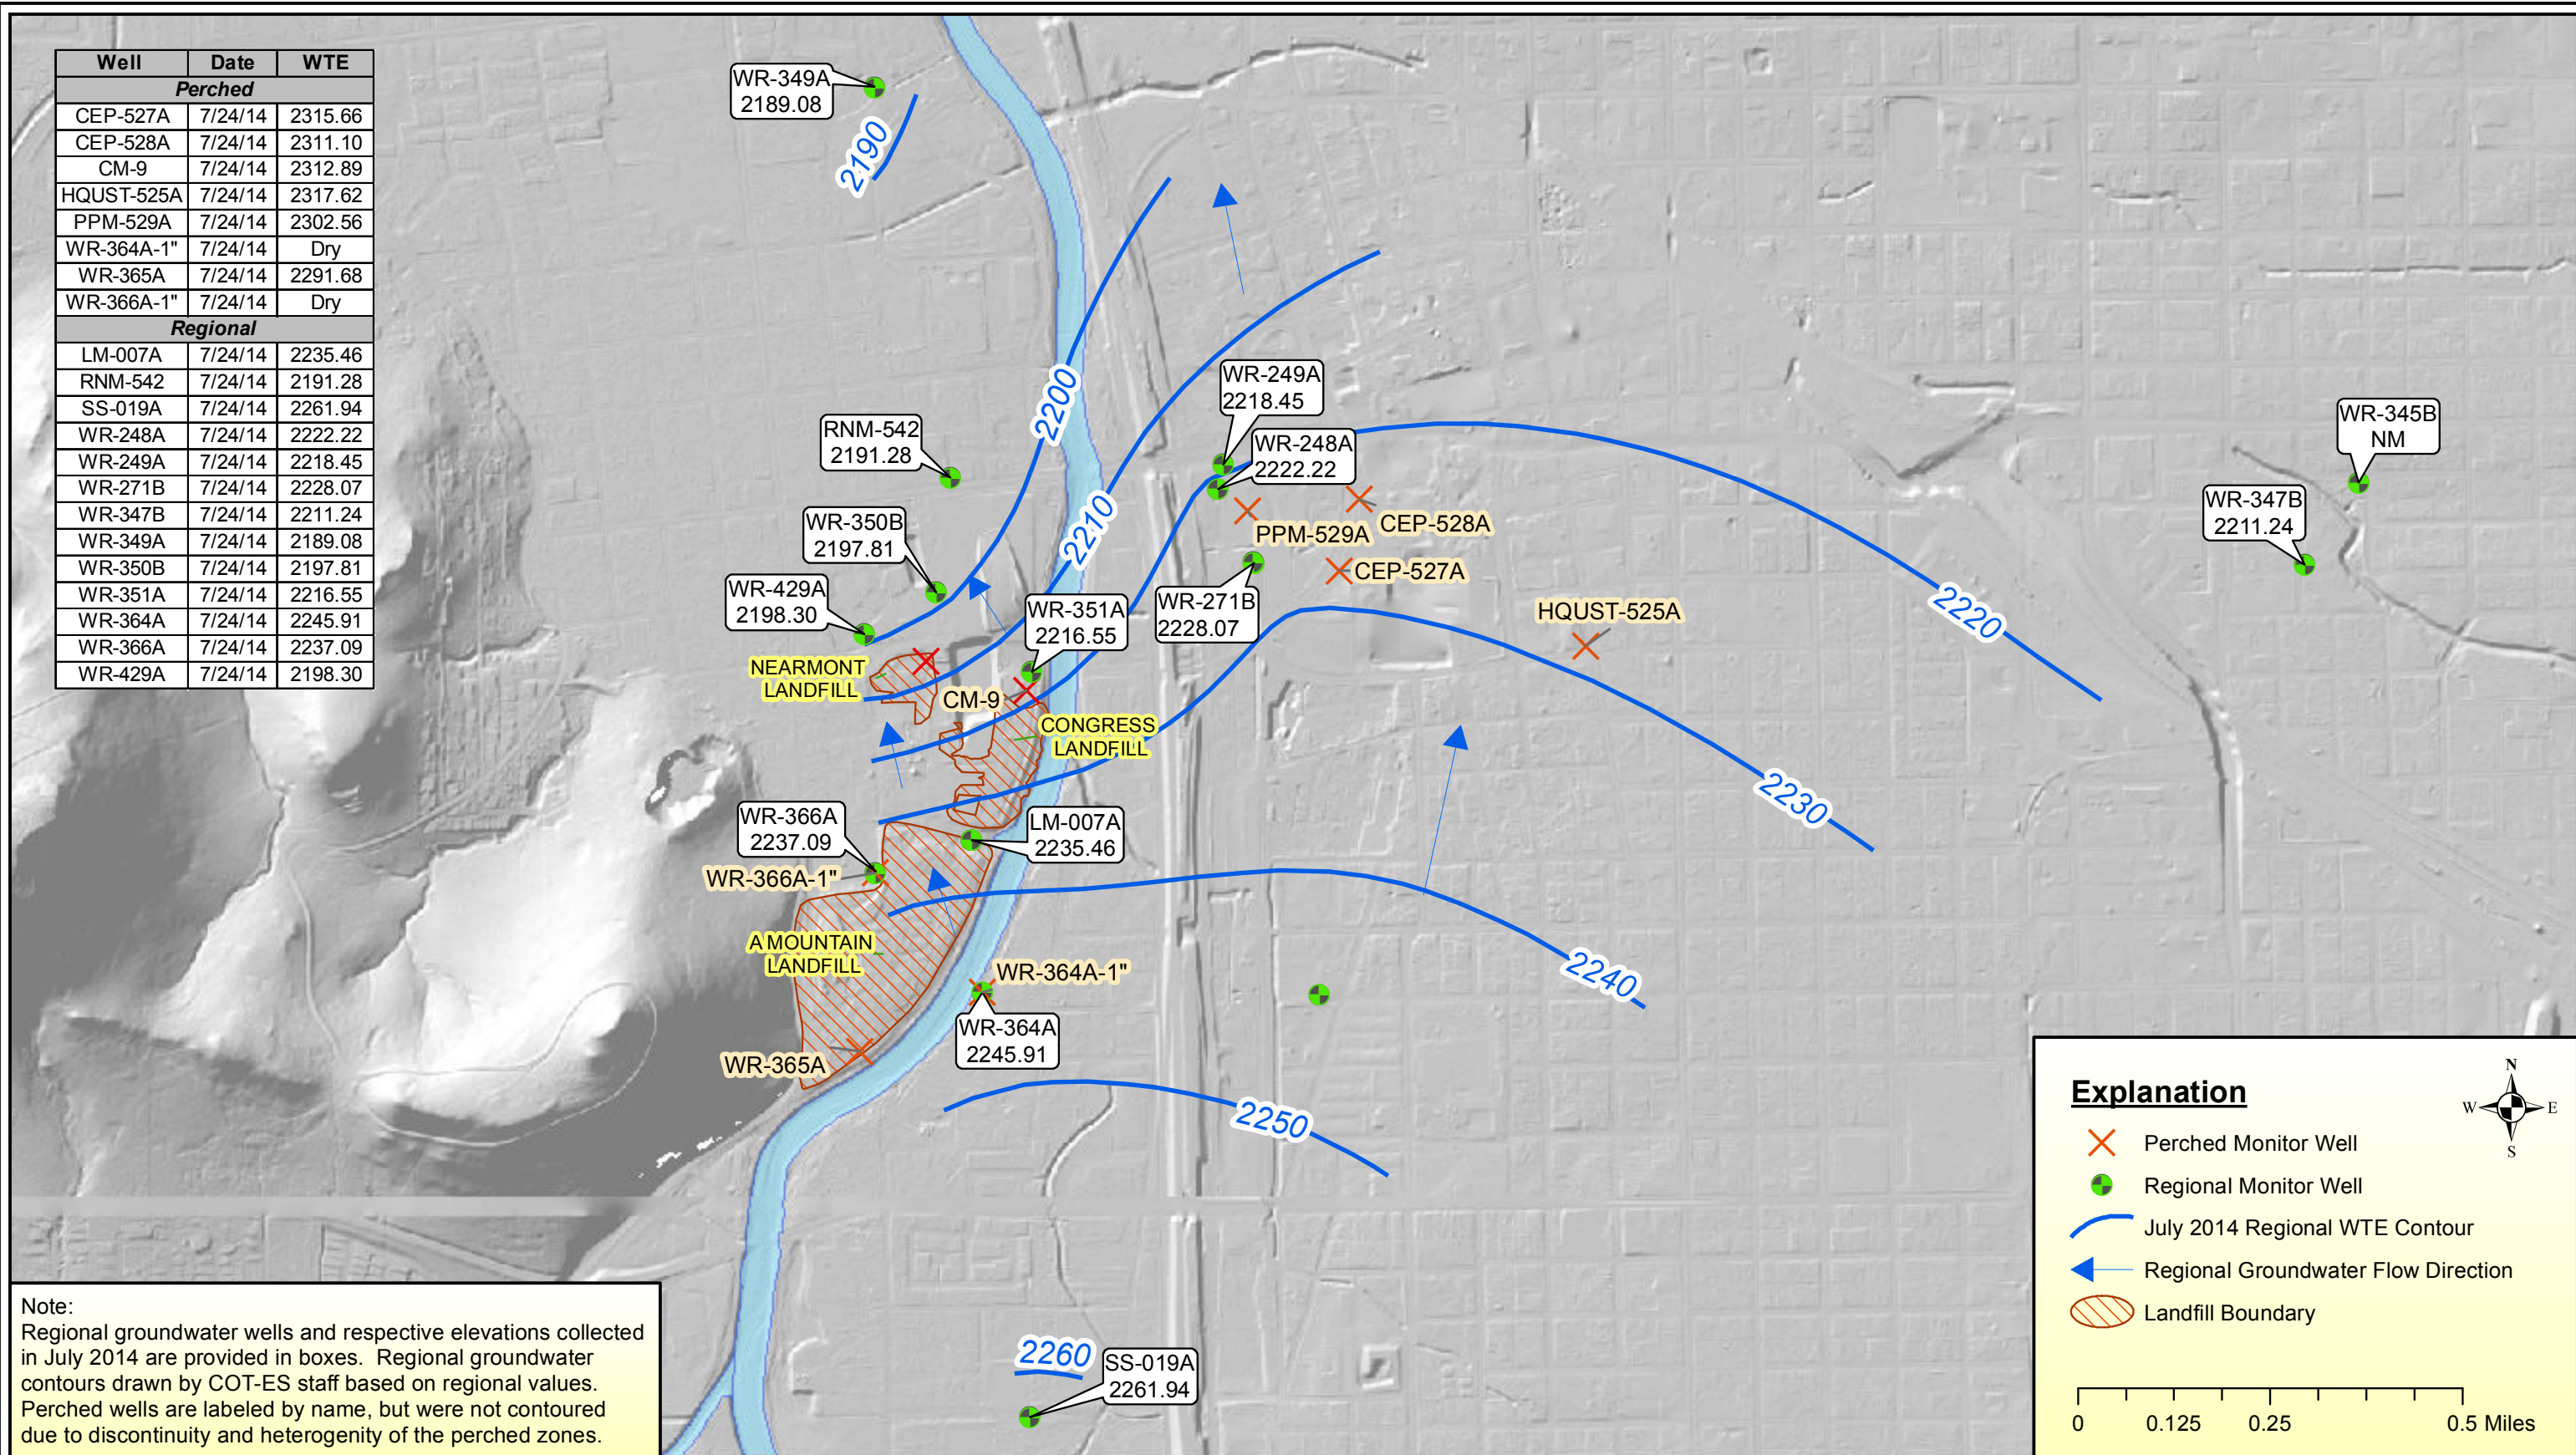 Well Date WTE
Perched
CEP-527A 7/24/14 2315.66
CEP-528A 7/24/14 2311.10
CM-9 7/24/14 2312.89
HQUST-525A 7/24/14 2317.62
PPM-529A 7/24/14 2302.56
WR-364A-1" 7/24/14 Dry
WR-365A 7/24/14 2291.68
WR-366A-1" 7/24/14 Dry
Regional
LM-007A 7/24/14 2235.46
RNM-542 7/24/14 2191.28
SS-019A 7/24/14 2261.94
WR-248A 7/24/14 2222.22
WR-249A 7/24/14 2218.45
WR-271B 7/24/14 2228.07
WR-347B 7/24/14 2211.24
WR-349A 7/24/14 2189.08
WR-350B 7/24/14 2197.81
WR-351A 7/24/14 2216.55
WR-364A 7/24/14 2245.91
WR-366A 7/24/14 2237.09
WR-429A 7/24/14 2198.30
WR-349A
2189.08
2190
2200
WR-249A
2218.45
RNM-542
2191.28
WR-248A
2222.22
WR-345B
NM
WR-347B
2211.24
WR-350B
2197.81
2210
PPM-529A
CEP-528A
CEP-527A
WR-429A
2198.30
WR-351A
2216.55
WR-271B
2228.07
HQUST-525A
2220
NEARMONT
LANDFILL
CM-9
CONGRESS
LANDFILL
2230
WR-366A
2237.09
LM-007A
2235.46
WR-366A-1"
A MOUNTAIN
LANDFILL
WR-364A-1"
2240
WR-364A
2245.91
WR-365A
2250
2260
SS-019A
2261.94
Note:
Regional groundwater wells and respective elevations collected
in July 2014 are provided in boxes. Regional groundwater
contours drawn by COT-ES staff based on regional values.
Perched wells are labeled by name, but were not contoured
due to discontinuity and heterogenity of the perched zones.
Explanation
N
W E
S
Perched Monitor Well
Regional Monitor Well
July 2014 Regional WTE Contour
Regional Groundwater Flow Direction
Landfill Boundary
0 0.125 0.25 0.5 Miles